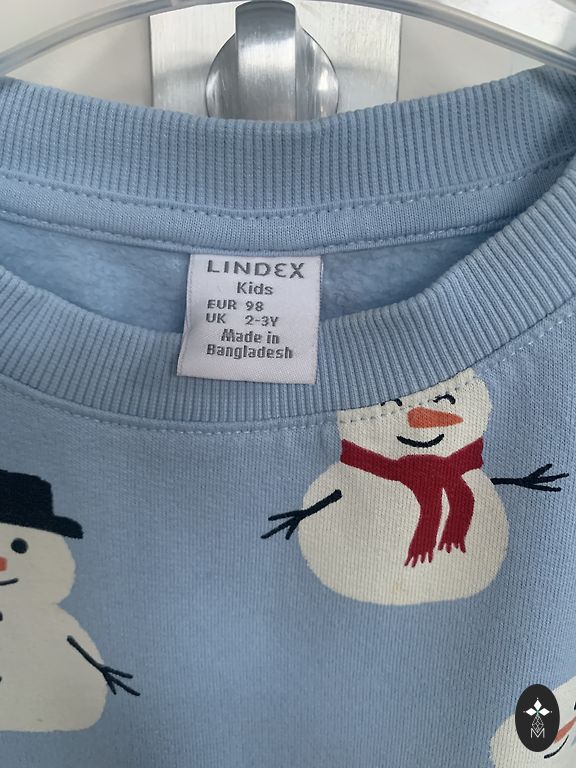 LINDEX
Kids
EUR 98
UK 2-3Y
Made in
Bangladesh